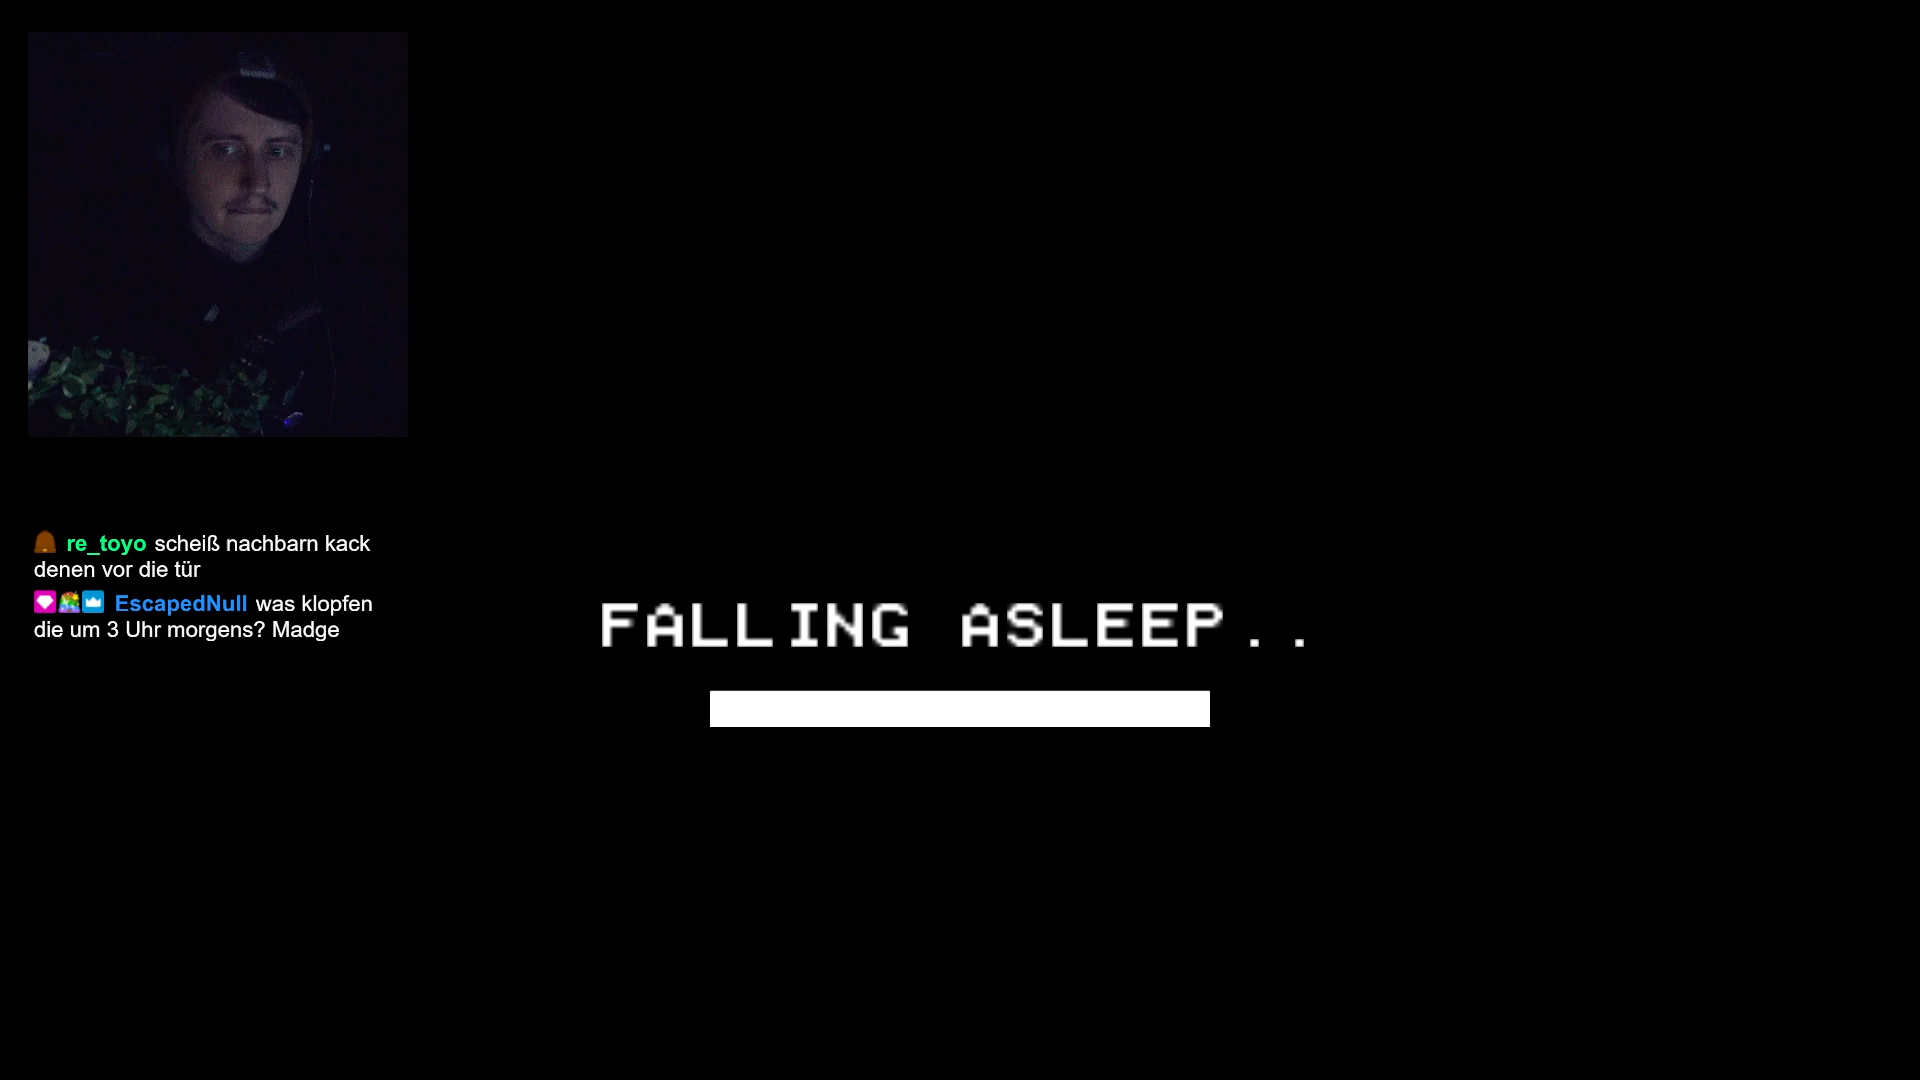 re_toyo scheiß nachbarn kack
denen vor die tür
EscapedNull was klopfen
die um 3 Uhr morgens? Madge
FALLING ASLEEP..